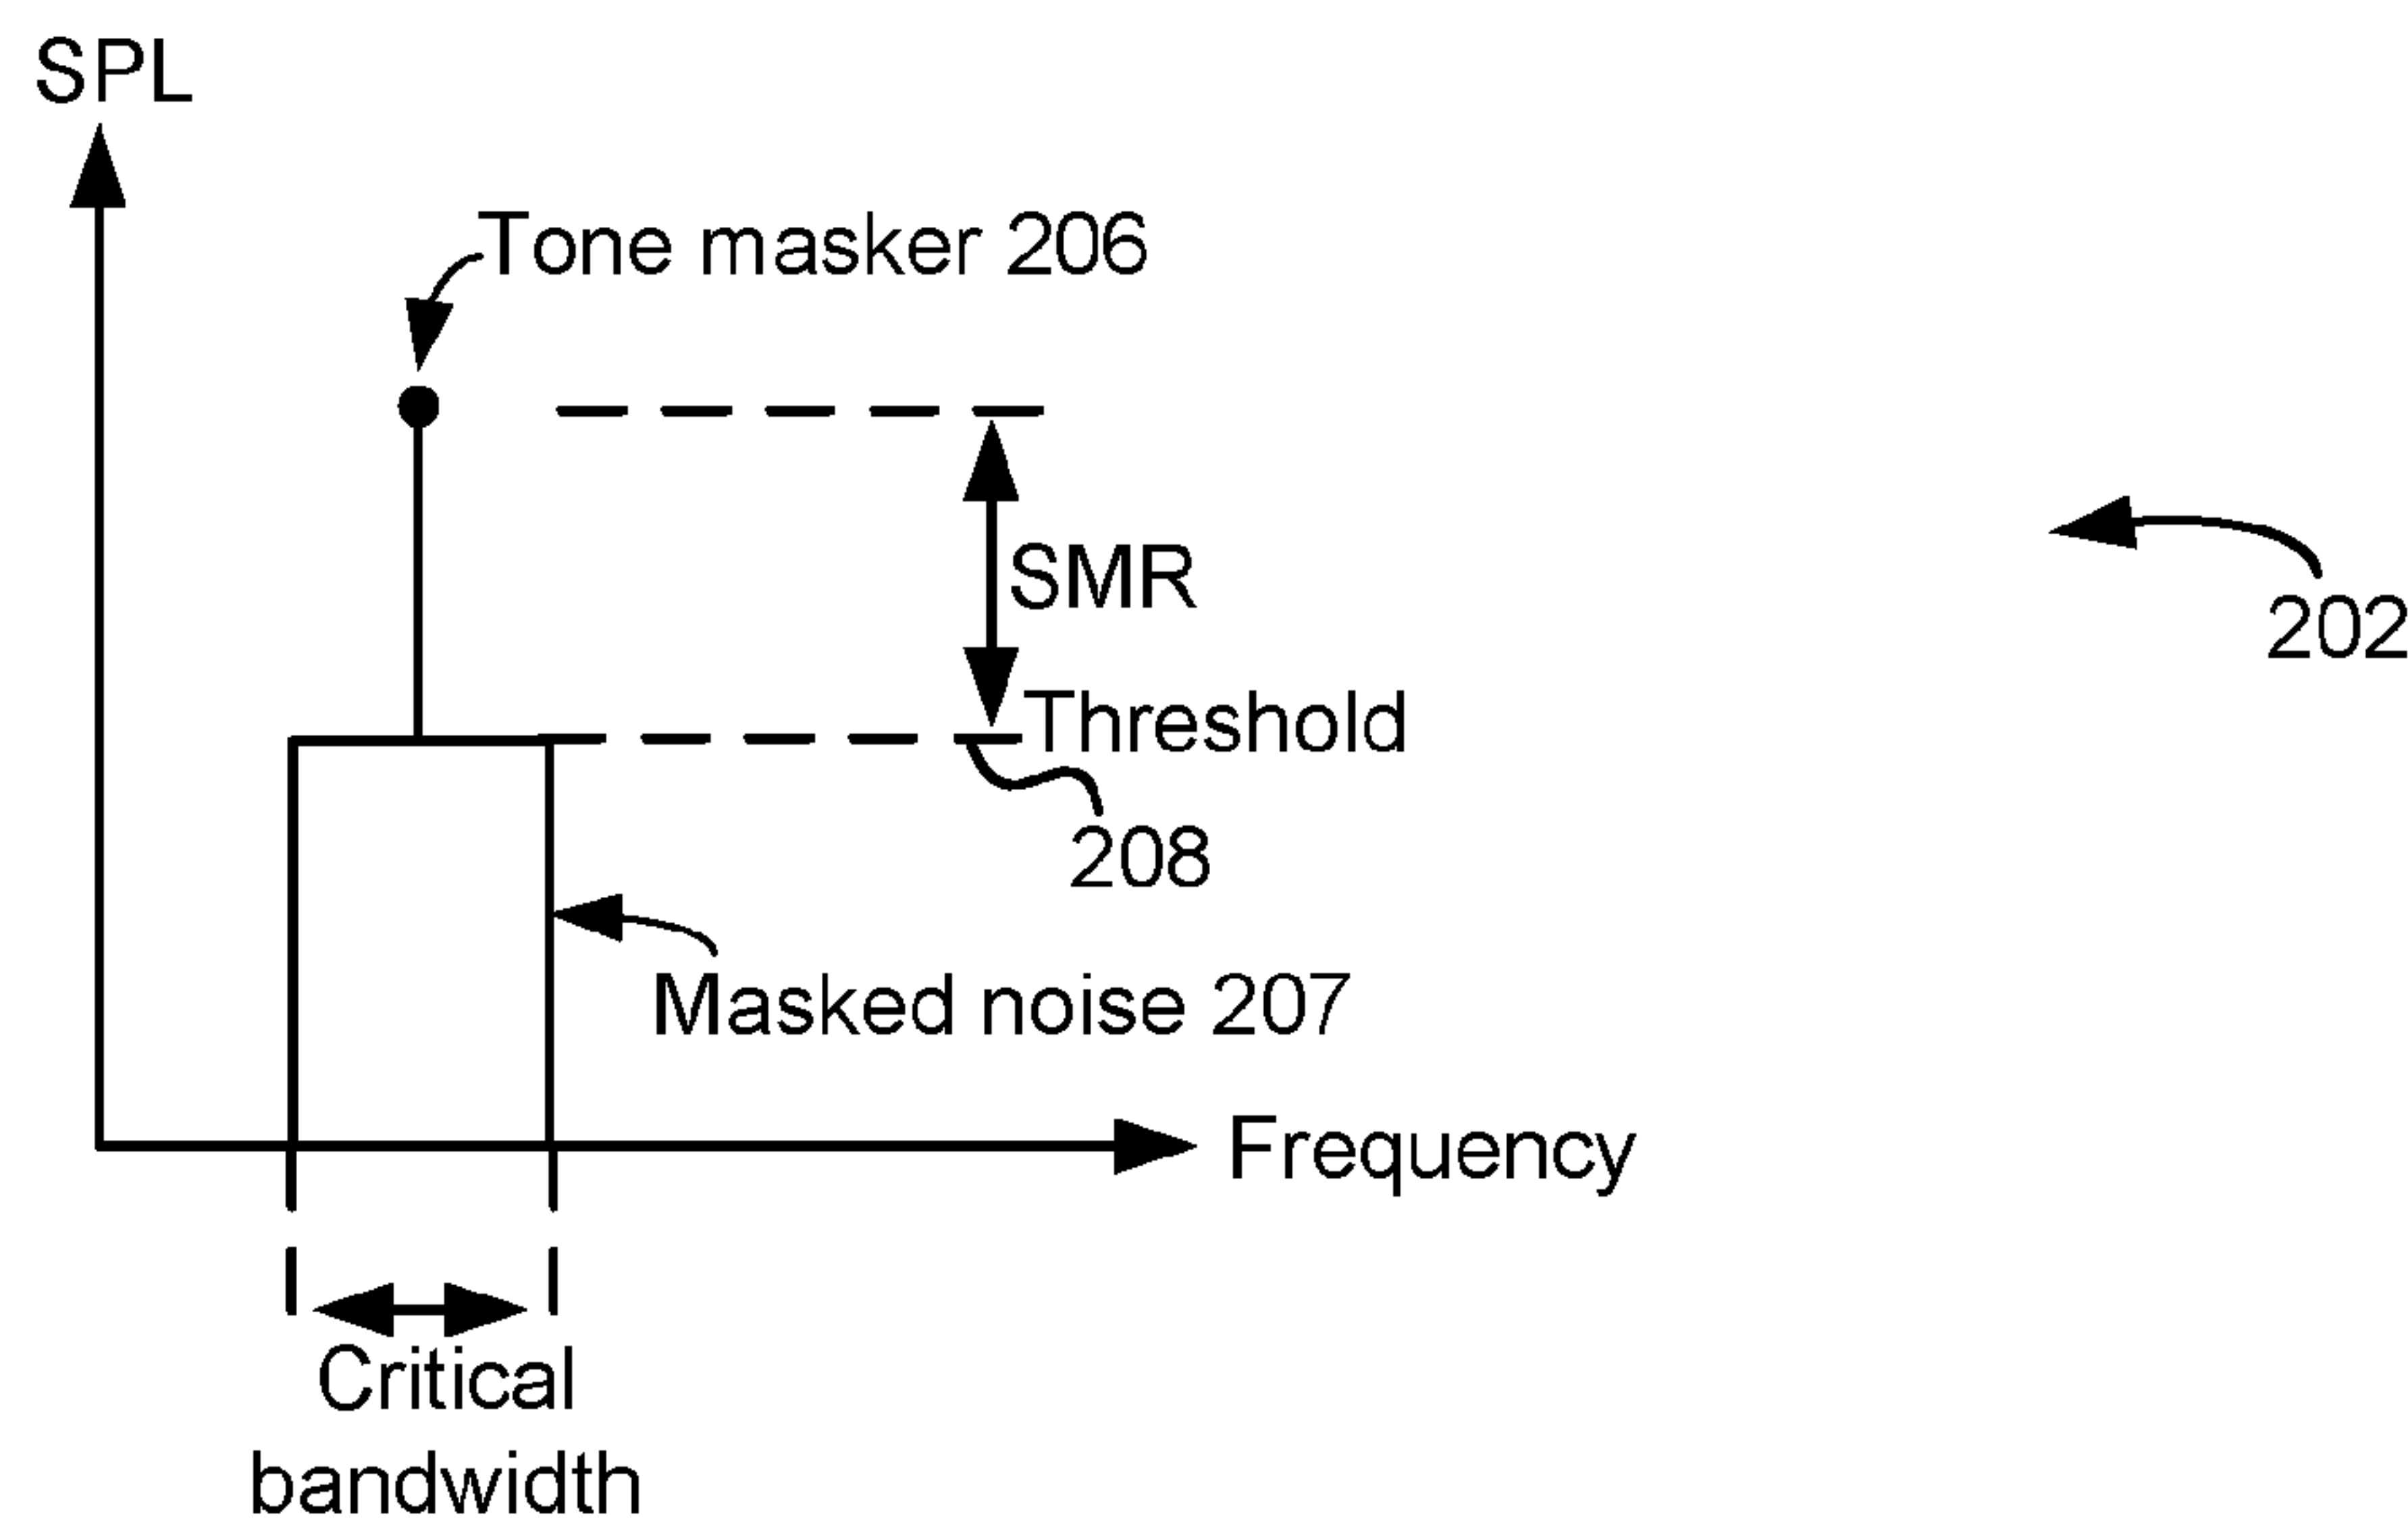 SPL
Tone masker 206
SMR
202
Threshold
208
Masked noise 207
Frequency
Critical
bandwidth